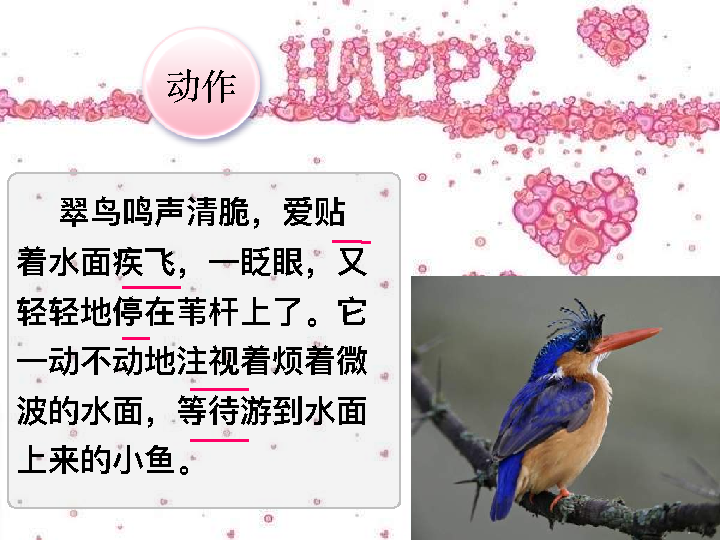 HAPPY
动作
翠鸟鸣声清脆，爱贴
着水面疾飞，一眨眼，又
轻轻地停在苇杆上了。它
一动不动地注视着烦着微
波的水面，等待游到水面
上来的小鱼。